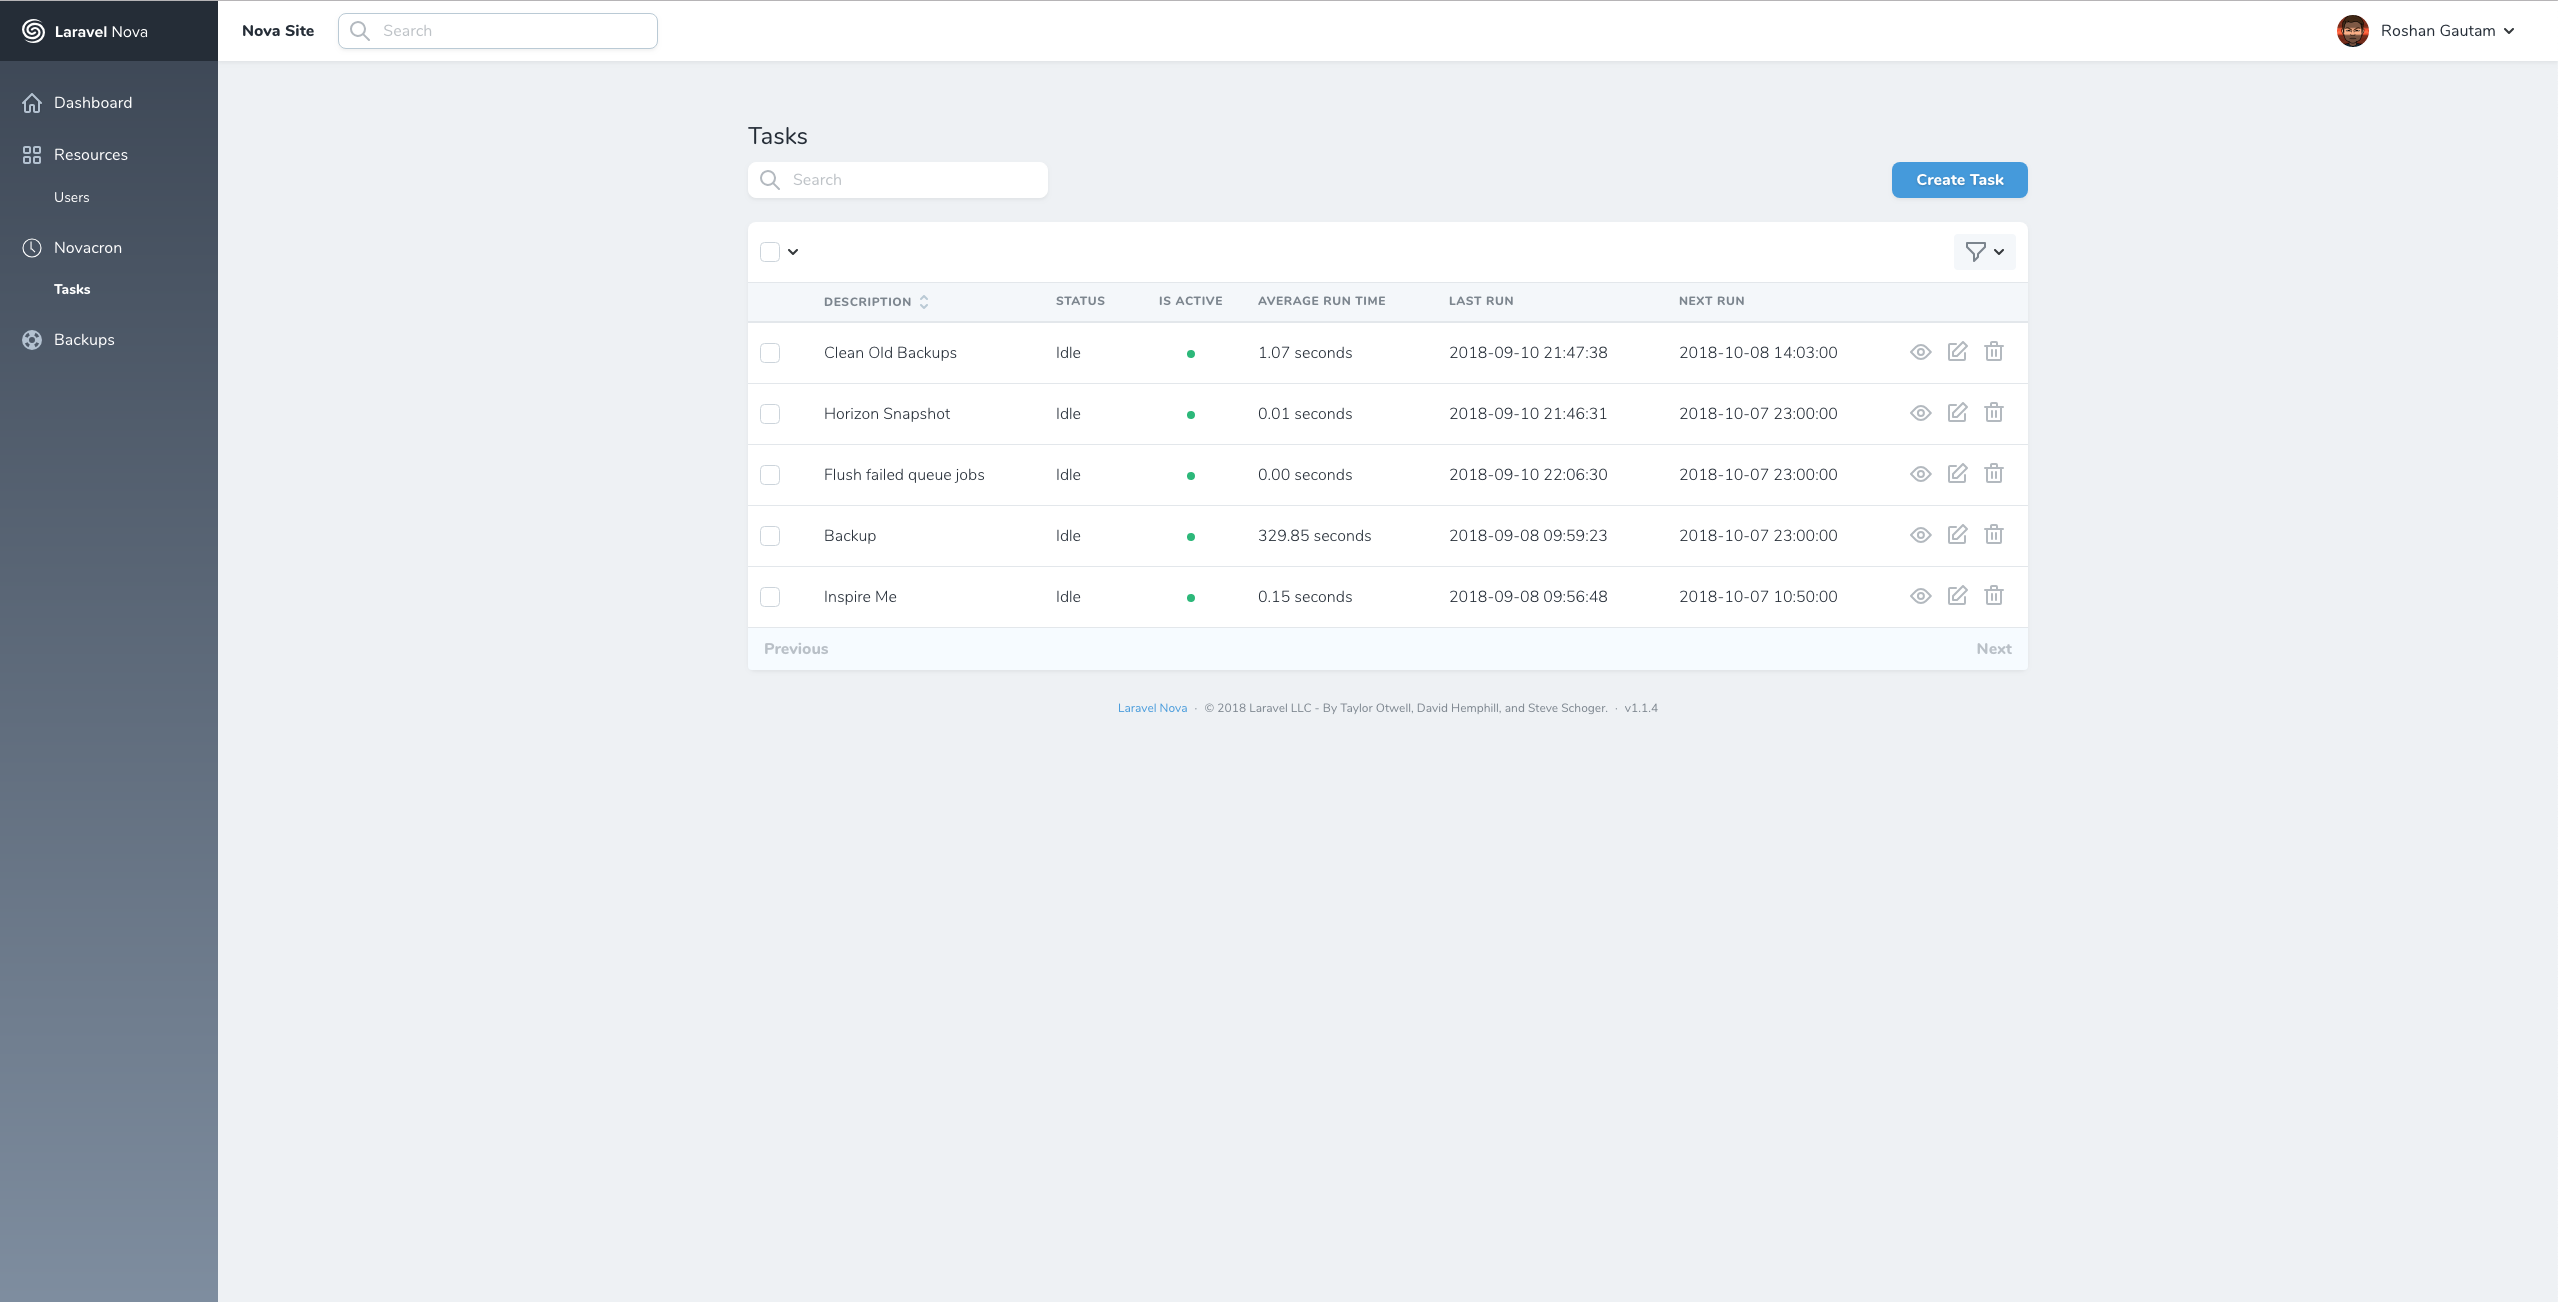 Laravel Nova
Nova Site
Search
Roshan Gautam
Dashboard
Resources
Users
Novacron
Tasks
Backups
Tasks
Search
Create Task
DESCRIPTION STATUS IS ACTIVE AVERAGE RUN TIME LAST RUN NEXT RUN
Clean Old Backups Idle 1.07 seconds 2018-09-10 21:47:38 2018-10-08 14:03:00
Horizon Snapshot Idle 0.01 seconds 2018-09-10 21:46:31 2018-10-07 23:00:00
Flush failed queue jobs Idle 0.00 seconds 2018-09-10 22:06:30 2018-10-07 23:00:00
Backup Idle 329.85 seconds 2018-09-08 09:59:23 2018-10-07 23:00:00
Inspire Me Idle 0.15 seconds 2018-09-08 09:56:48 2018-10-07 10:50:00
Previous Next
Laravel Nova · © 2018 Laravel LLC - By Taylor Otwell, David Hemphill, and Steve Schoger. · v1.1.4